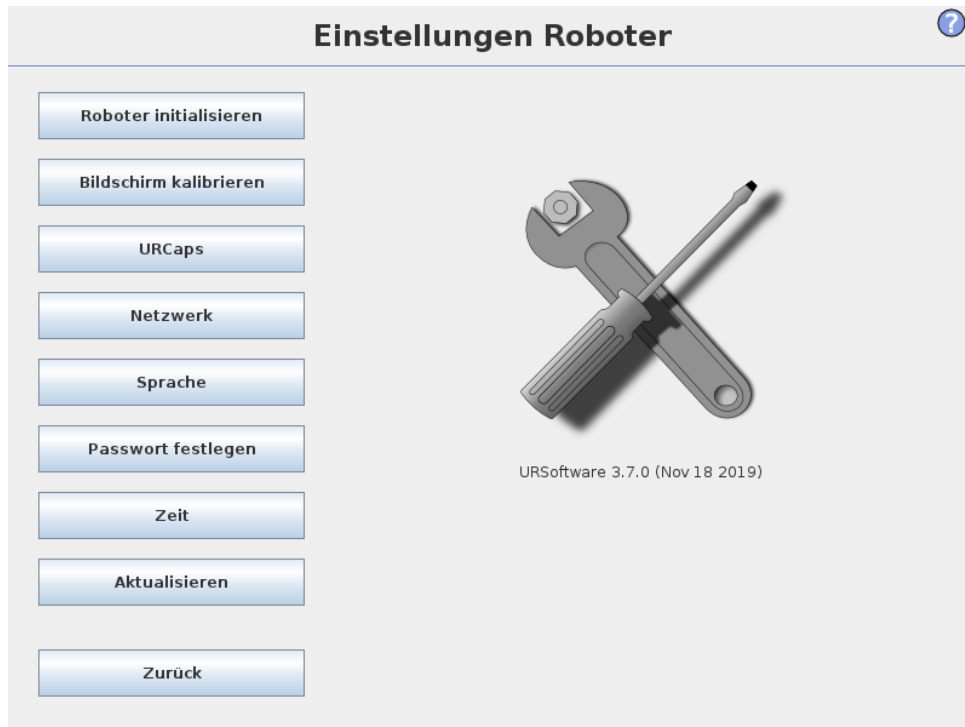 Einstellungen Roboter
?
Roboter initialisieren
Bildschirm kalibrieren
URCaps
Netzwerk
Sprache
Passwort festlegen
URSoftware 3.7.0 (Nov 18 2019)
Zeit
Aktualisieren
Zurück